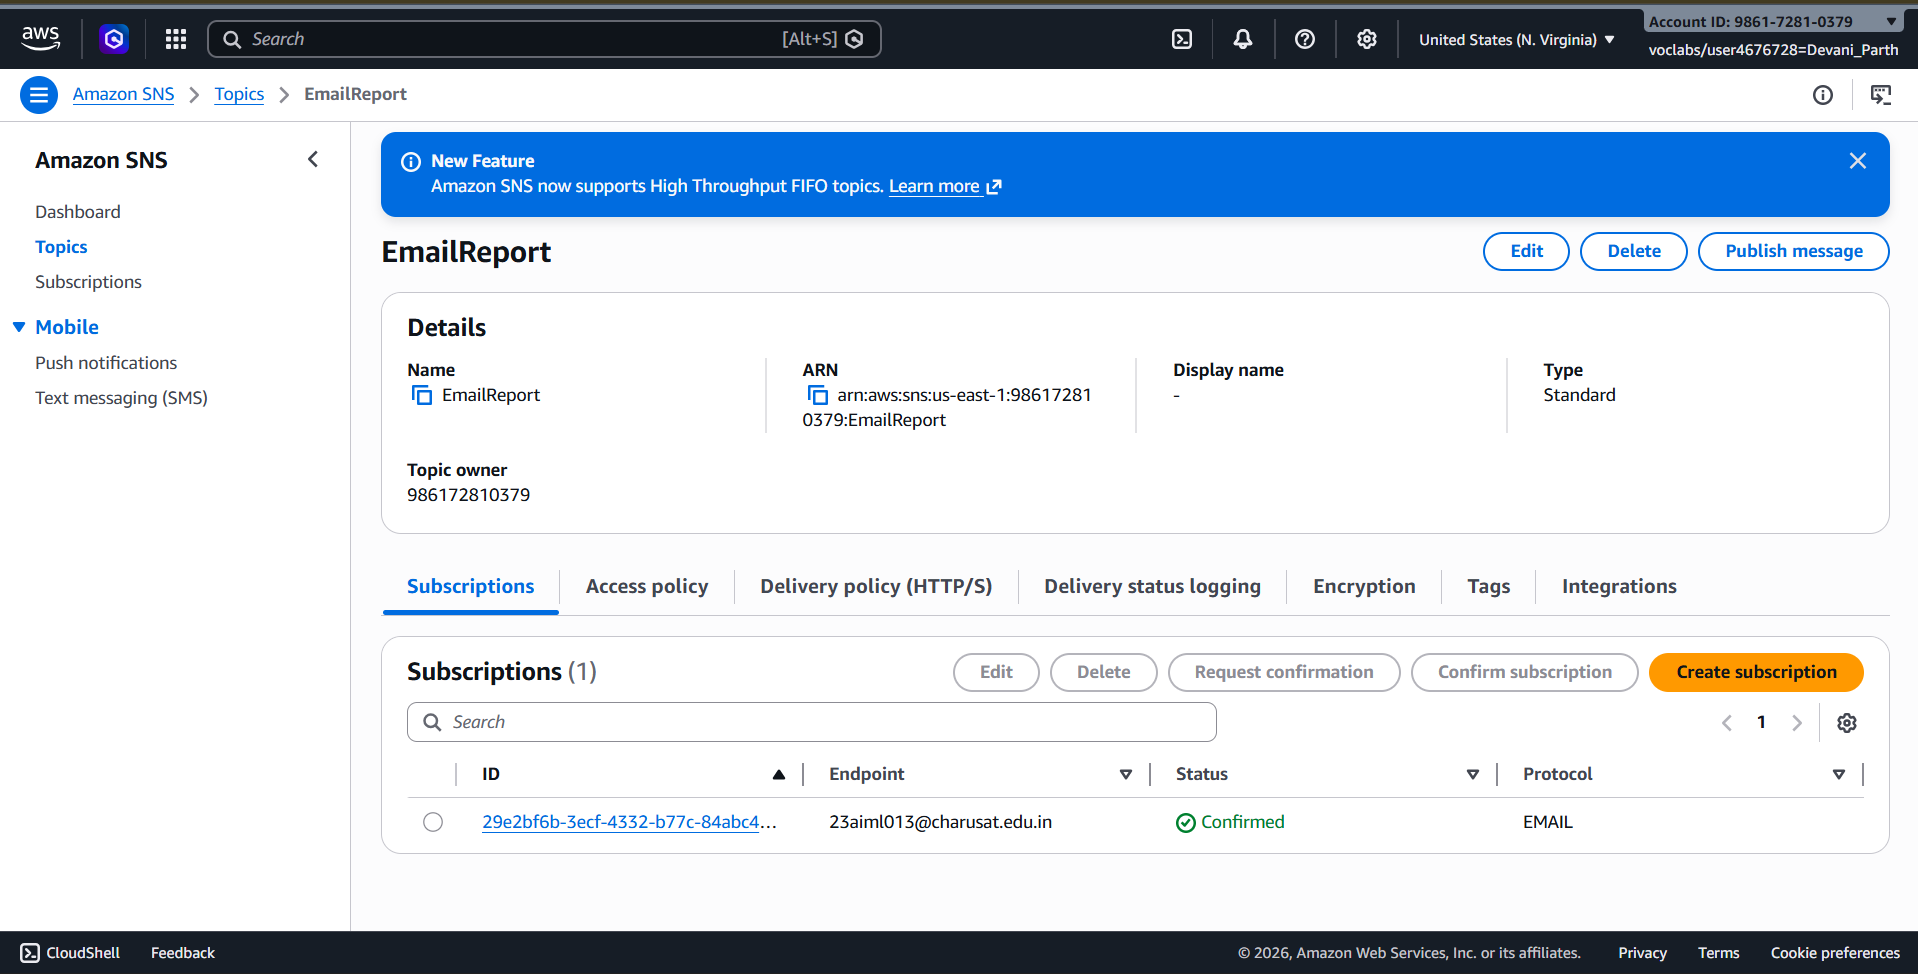 aws
Search [Alt+S]
United States (N. Virginia)
Account ID: 9861-7281-0379
voclabs/user4676728=Devani_Parth
Amazon SNS > Topics > EmailReport
Amazon SNS
Dashboard
Topics
Subscriptions
Mobile
Push notifications
Text messaging (SMS)
New Feature
Amazon SNS now supports High Throughput FIFO topics. Learn more
EmailReport
Edit
Delete
Publish message
Details
Name
EmailReport
ARN
arn:aws:sns:us-east-1:98617281
0379:EmailReport
Display name
-
Type
Standard
Topic owner
986172810379
Subscriptions
Access policy
Delivery policy (HTTP/S)
Delivery status logging
Encryption
Tags
Integrations
Subscriptions (1)
Edit
Delete
Request confirmation
Confirm subscription
Create subscription
Search
1
ID
Endpoint
Status
Protocol
29e2bf6b-3ecf-4332-b77c-84abc4...
23aiml013@charusat.edu.in
Confirmed
EMAIL
CloudShell
Feedback
© 2026, Amazon Web Services, Inc. or its affiliates.
Privacy
Terms
Cookie preferences